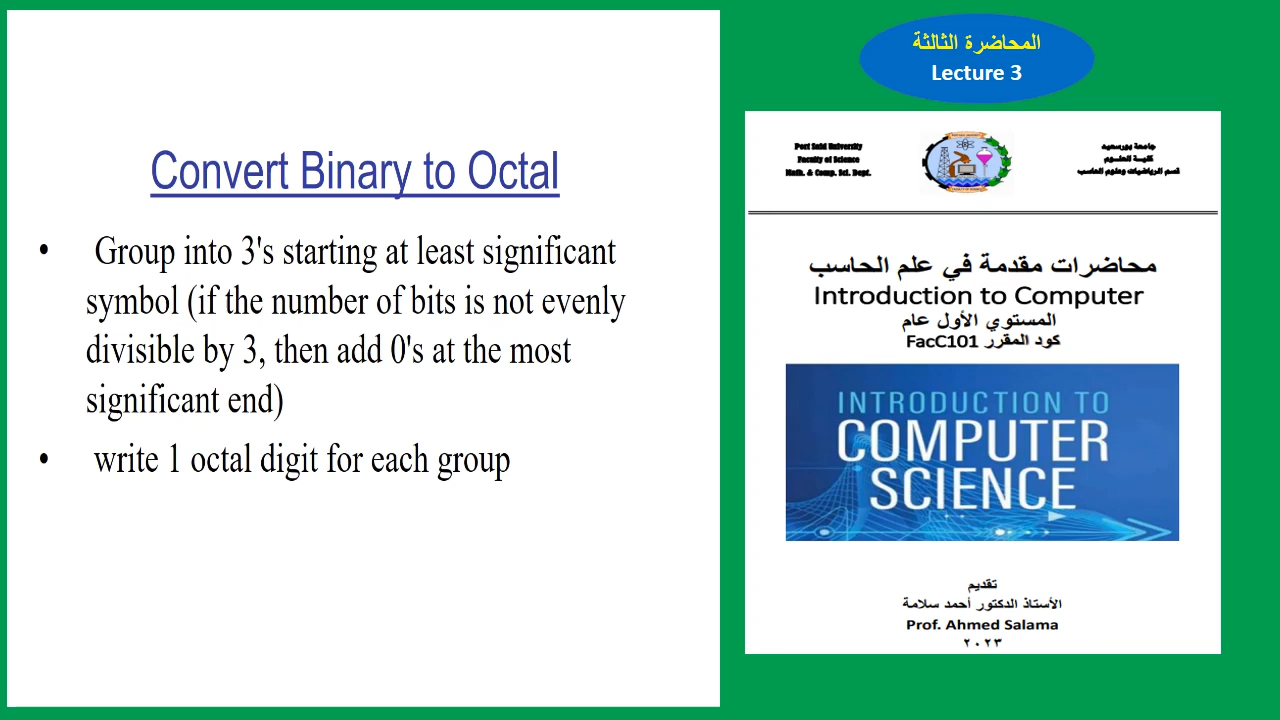 Convert Binary to Octal
• Group into 3's starting at least significant
symbol (if the number of bits is not evenly
divisible by 3, then add 0's at the most
significant end)
• write 1 octal digit for each group
المحاضرة الثالثة
Lecture 3
Port Said University
Faculty of Science
Math. & Comp. Sci. Dept.
جامعة بورسعيد
كلية العلوم
قسم الرياضيات وعلوم الحاسب
محاضرات مقدمة في علم الحاسب
Introduction to Computer
المستوي الأول عام
كود المقرر FacC101
INTRODUCTION TO
COMPUTER
SCIENCE
تقديم
الأستاذ الدكتور أحمد سلامة
Prof. Ahmed Salama
٢٠٢٣